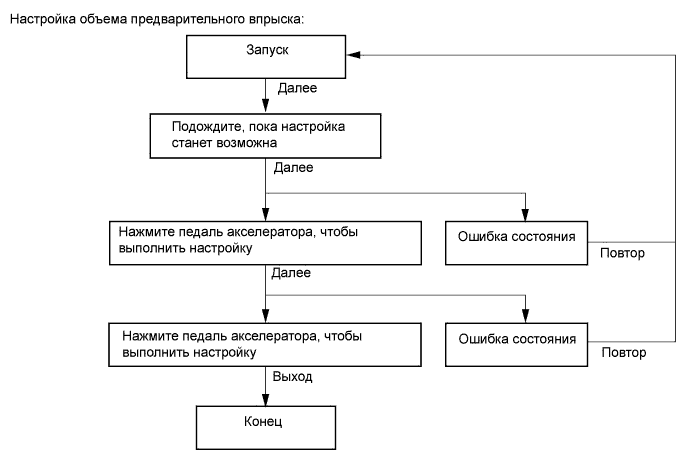 Настройка объема предварительного впрыска:
Запуск
Далее
Подождите, пока настройка
станет возможна
Далее
Нажмите педаль акселератора, чтобы
выполнить настройку
Ошибка состояния
Повтор
Далее
Нажмите педаль акселератора, чтобы
выполнить настройку
Ошибка состояния
Повтор
Выход
Конец